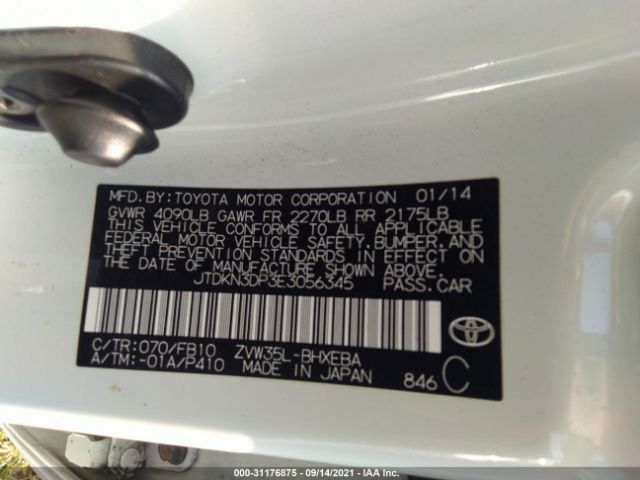 MFD.BY:TOYOTA MOTOR CORPORATION 01/14
GVWR 4090LB GAWR FR 2270LB RR 2175LB
THIS VEHICLE CONFORMS TO ALL APPLICABLE
FEDERAL MOTOR VEHICLE SAFETY,BUMPER,AND
THEFT PREVENTION STANDARDS IN EFFECT ON
THE DATE OF MANUFACTURE SHOWN ABOVE.
JTDKN3DP3E3056345 PASS.CAR
C/TR:070/FB10 ZVW35L-BHXEBA
A/TM:-01A/P410 MADE IN JAPAN
846 C
000-31176875 - 09/14/2021 - IAA Inc.